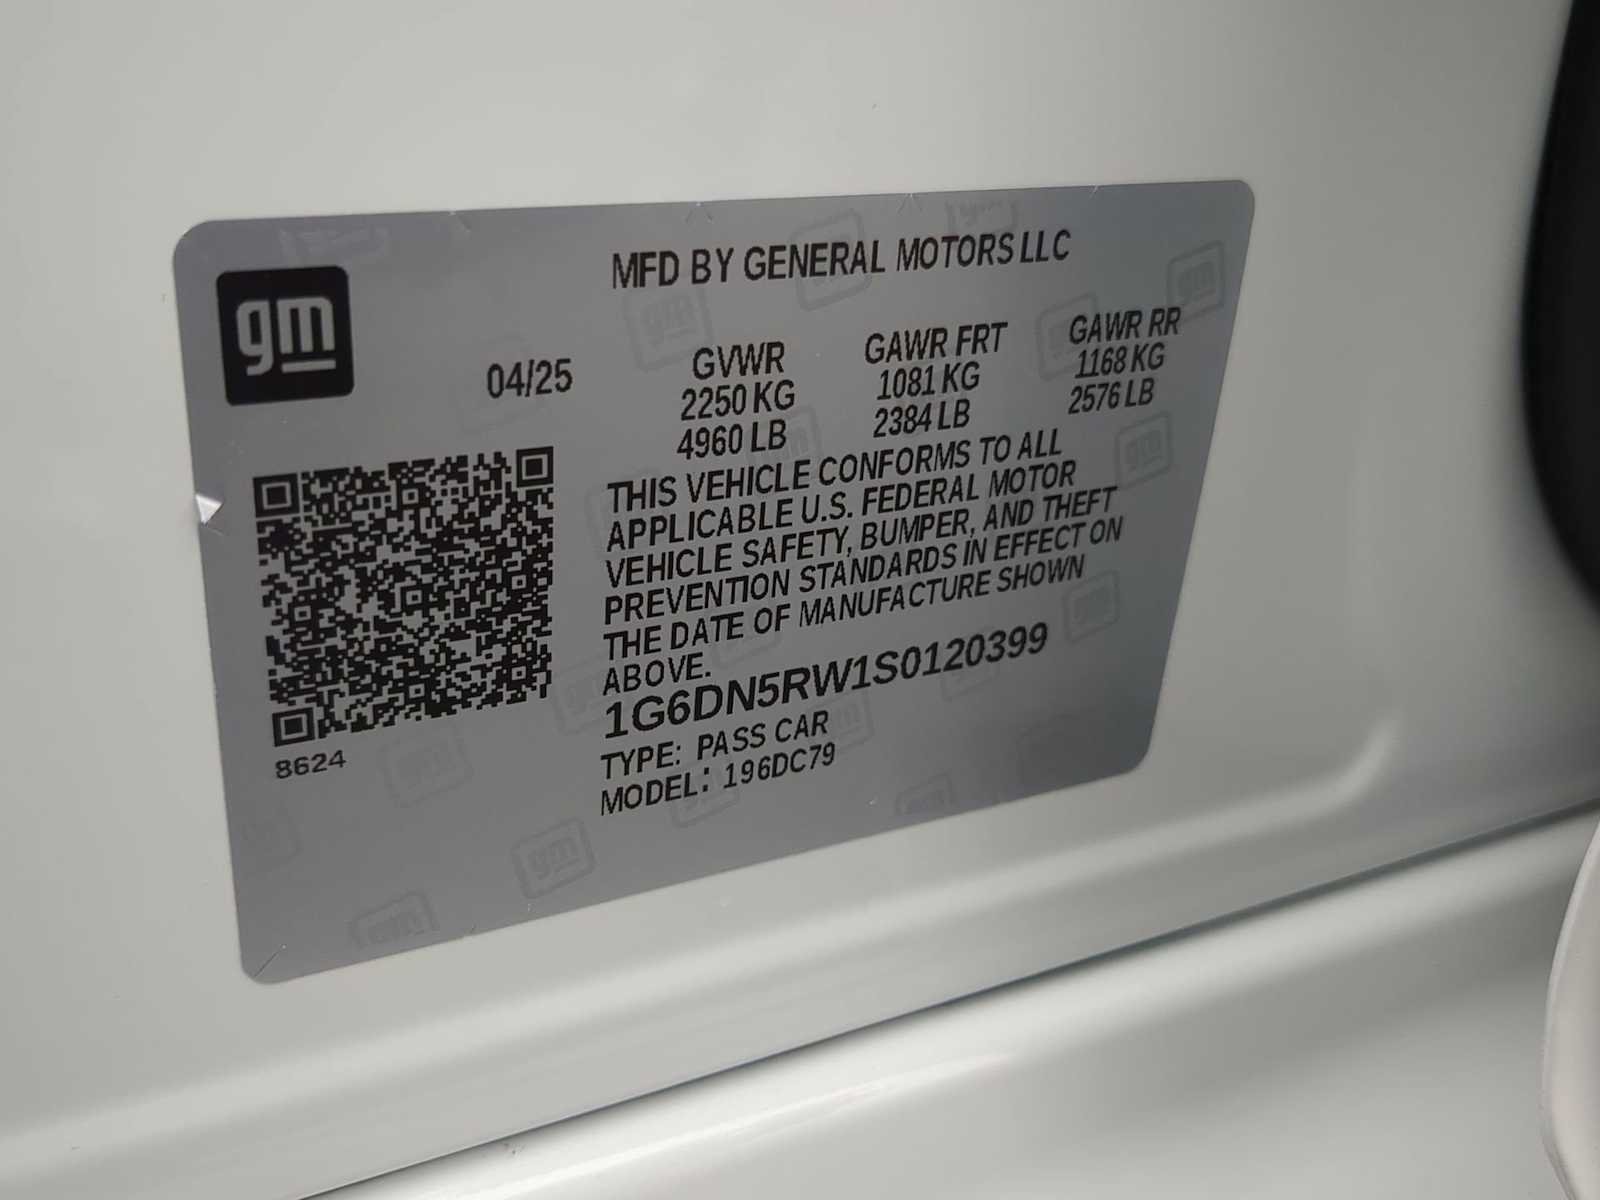 gm
MFD BY GENERAL MOTORS LLC
04/25
GVWR
2250 KG
4960 LB
GAWR FRT
1081 KG
2384 LB
GAWR RR
1168 KG
2576 LB
THIS VEHICLE CONFORMS TO ALL
APPLICABLE U.S. FEDERAL MOTOR
VEHICLE SAFETY, BUMPER, AND THEFT
PREVENTION STANDARDS IN EFFECT ON
THE DATE OF MANUFACTURE SHOWN
ABOVE.
1G6DN5RW1S0120399
TYPE: PASS CAR
MODEL: 196DC79
8624